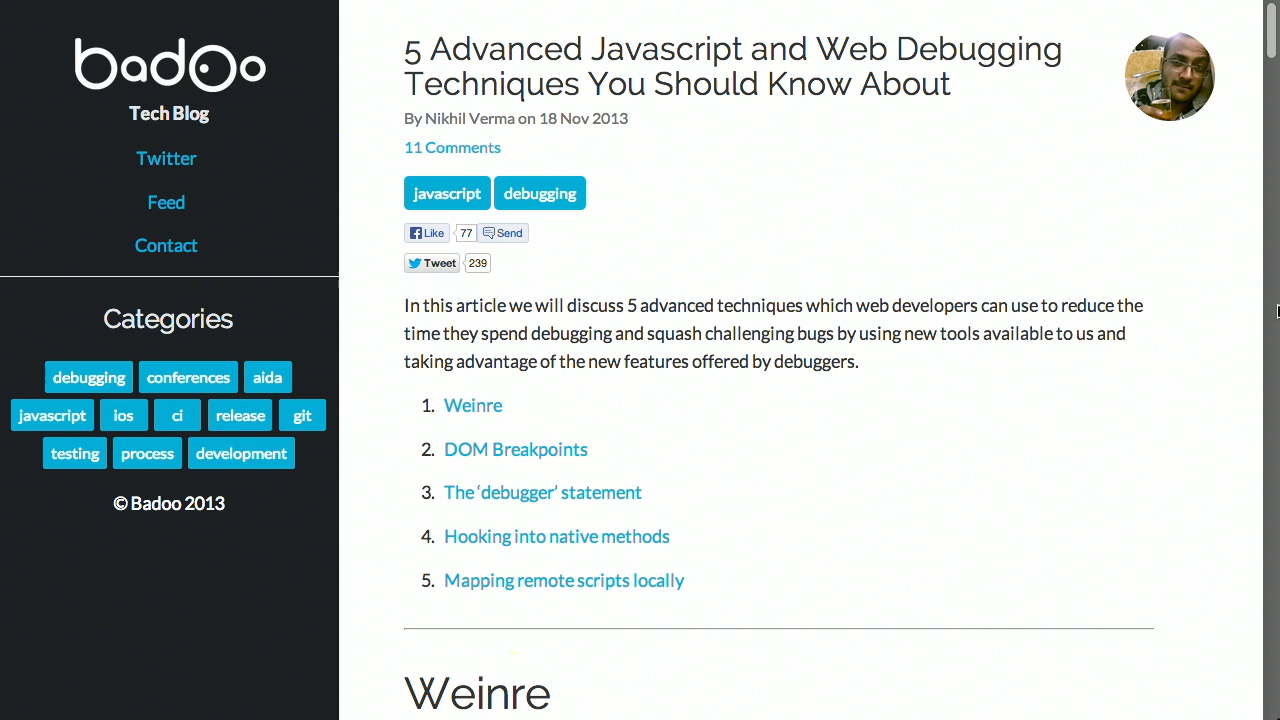 badoo
Tech Blog
Twitter
Feed
Contact
Categories
debugging conferences aida
javascript ios ci release git
testing process development
© Badoo 2013
5 Advanced Javascript and Web Debugging
Techniques You Should Know About
By Nikhil Verma on 18 Nov 2013
11 Comments
javascript debugging
Like 77 Send
Tweet 239
In this article we will discuss 5 advanced techniques which web developers can use to reduce the
time they spend debugging and squash challenging bugs by using new tools available to us and
taking advantage of the new features offered by debuggers.
1. Weinre
2. DOM Breakpoints
3. The ‘debugger’ statement
4. Hooking into native methods
5. Mapping remote scripts locally
Weinre